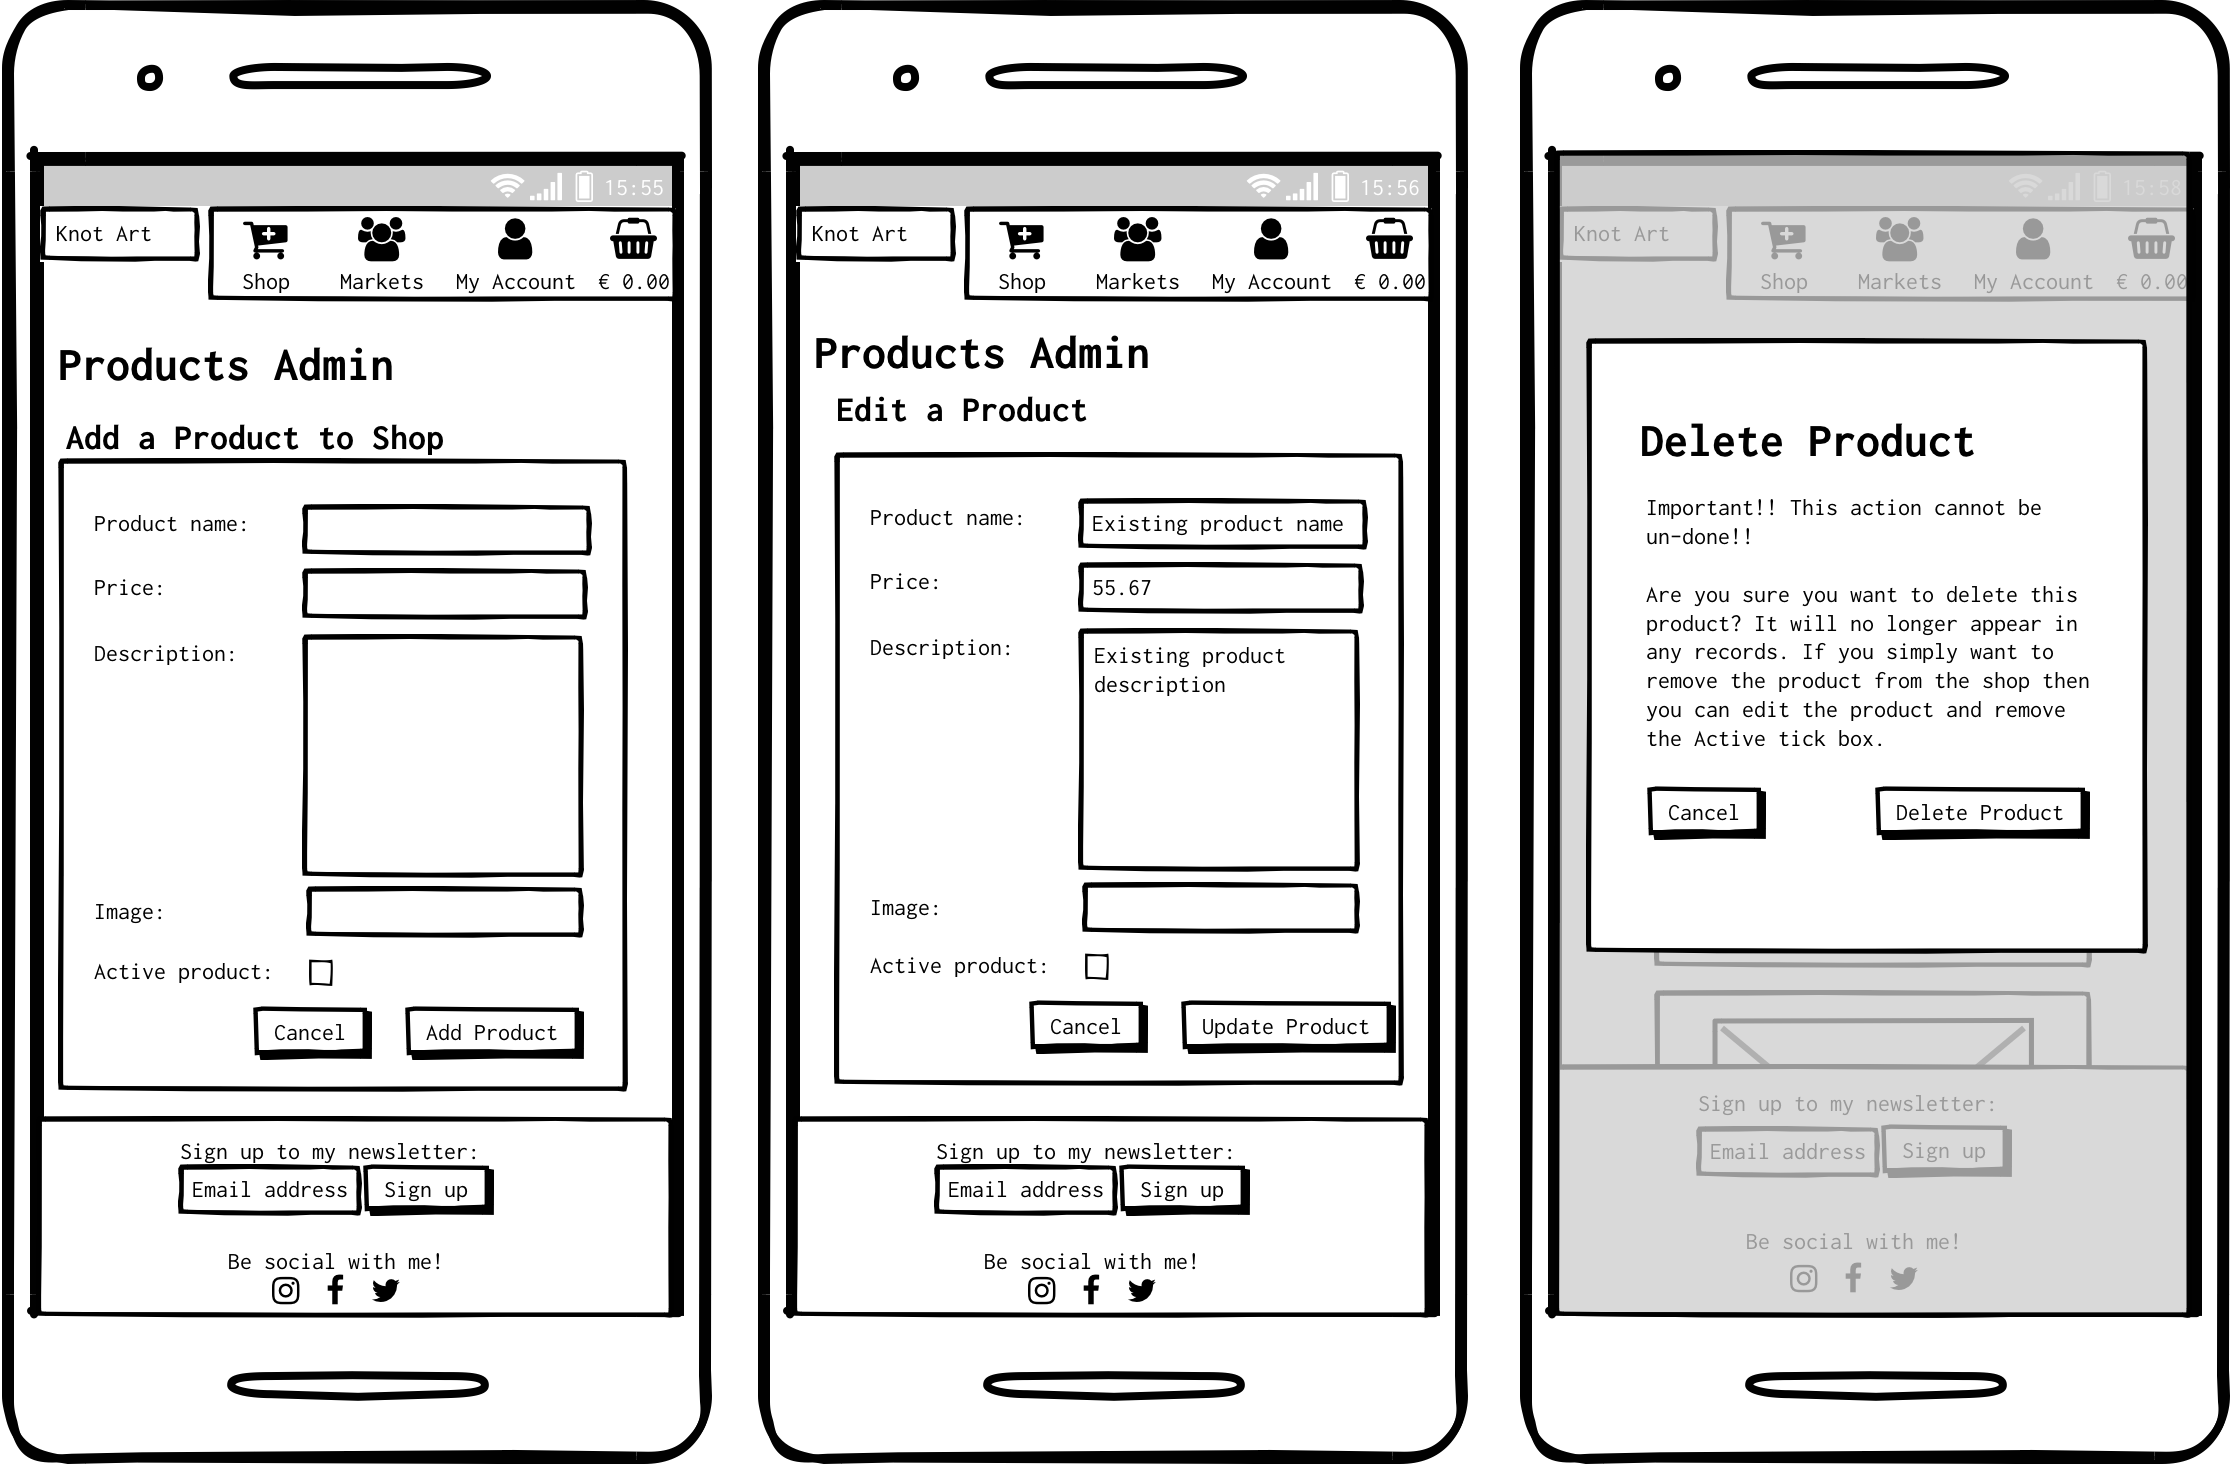 15:55
Knot Art
Shop Markets My Account € 0.00
Products Admin
Add a Product to Shop
Product name:
Price:
Description:
Image:
Active product:
Cancel Add Product
Sign up to my newsletter:
Email address Sign up
Be social with me!
15:56
Knot Art
Shop Markets My Account € 0.00
Products Admin
Edit a Product
Product name: Existing product name
Price: 55.67
Description: Existing product
description
Image:
Active product:
Cancel Update Product
Sign up to my newsletter:
Email address Sign up
Be social with me!
15:58
Knot Art
Shop Markets My Account € 0.00
Delete Product
Important!! This action cannot be
un-done!!
Are you sure you want to delete this
product? It will no longer appear in
any records. If you simply want to
remove the product from the shop then
you can edit the product and remove
the Active tick box.
Cancel Delete Product
Sign up to my newsletter:
Email address Sign up
Be social with me!